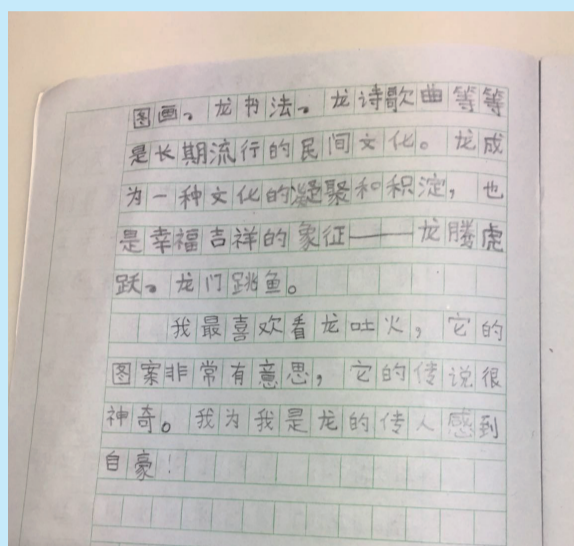 图画、龙书法、龙诗歌曲等等
是长期流行的民间文化。龙成
为一种文化的凝聚和积淀，也
是幸福吉祥的象征——龙腾虎
跃、龙门跳鱼。
我最喜欢看龙吐火，它的
图案非常有意思，它的传说很
神奇。我为我是龙的传人感到
自豪！